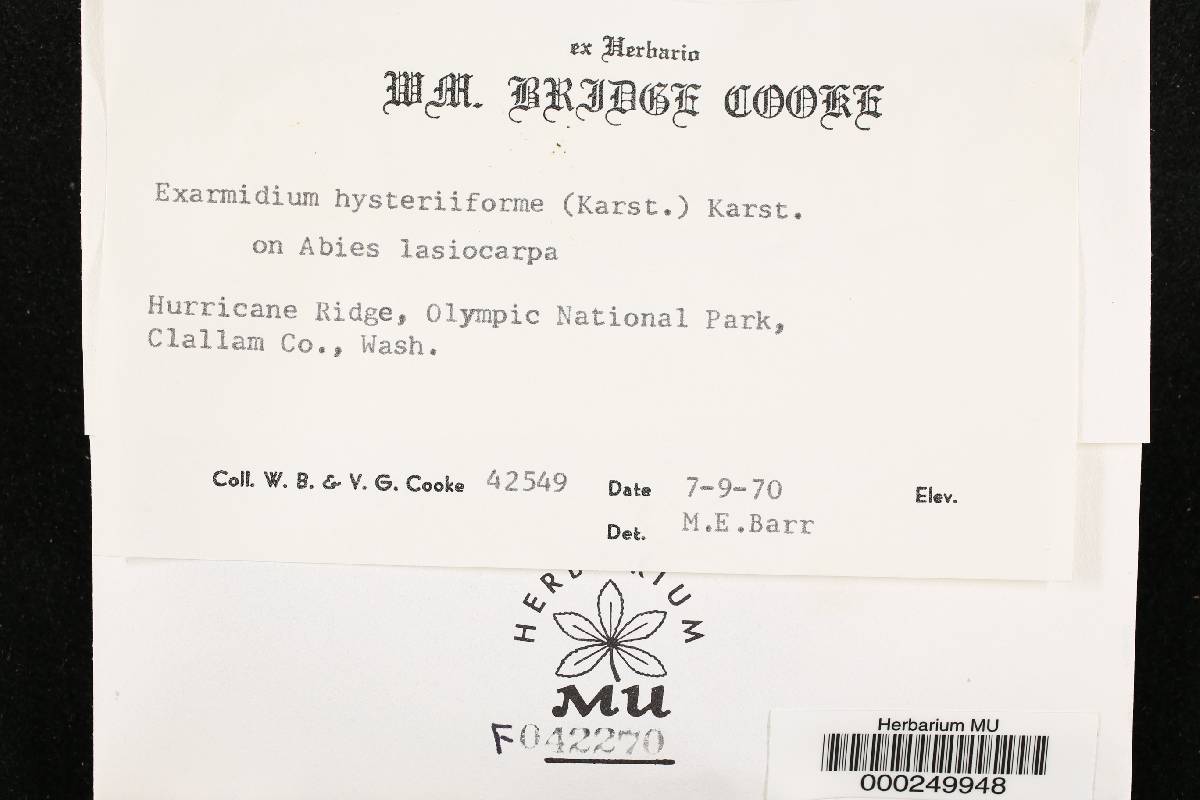 ex Herbario
WM. BRIDGE COOKE
Exarmidium hysteriiforme (Karst.) Karst.
on Abies lasiocarpa
Hurricane Ridge, Olympic National Park,
Clallam Co., Wash.
Coll. W. B. & V. G. Cooke 42549 Date 7-9-70 Elev.
Det. M.E.Barr
HERBARIUM
MU
F042270
Herbarium MU
000249948